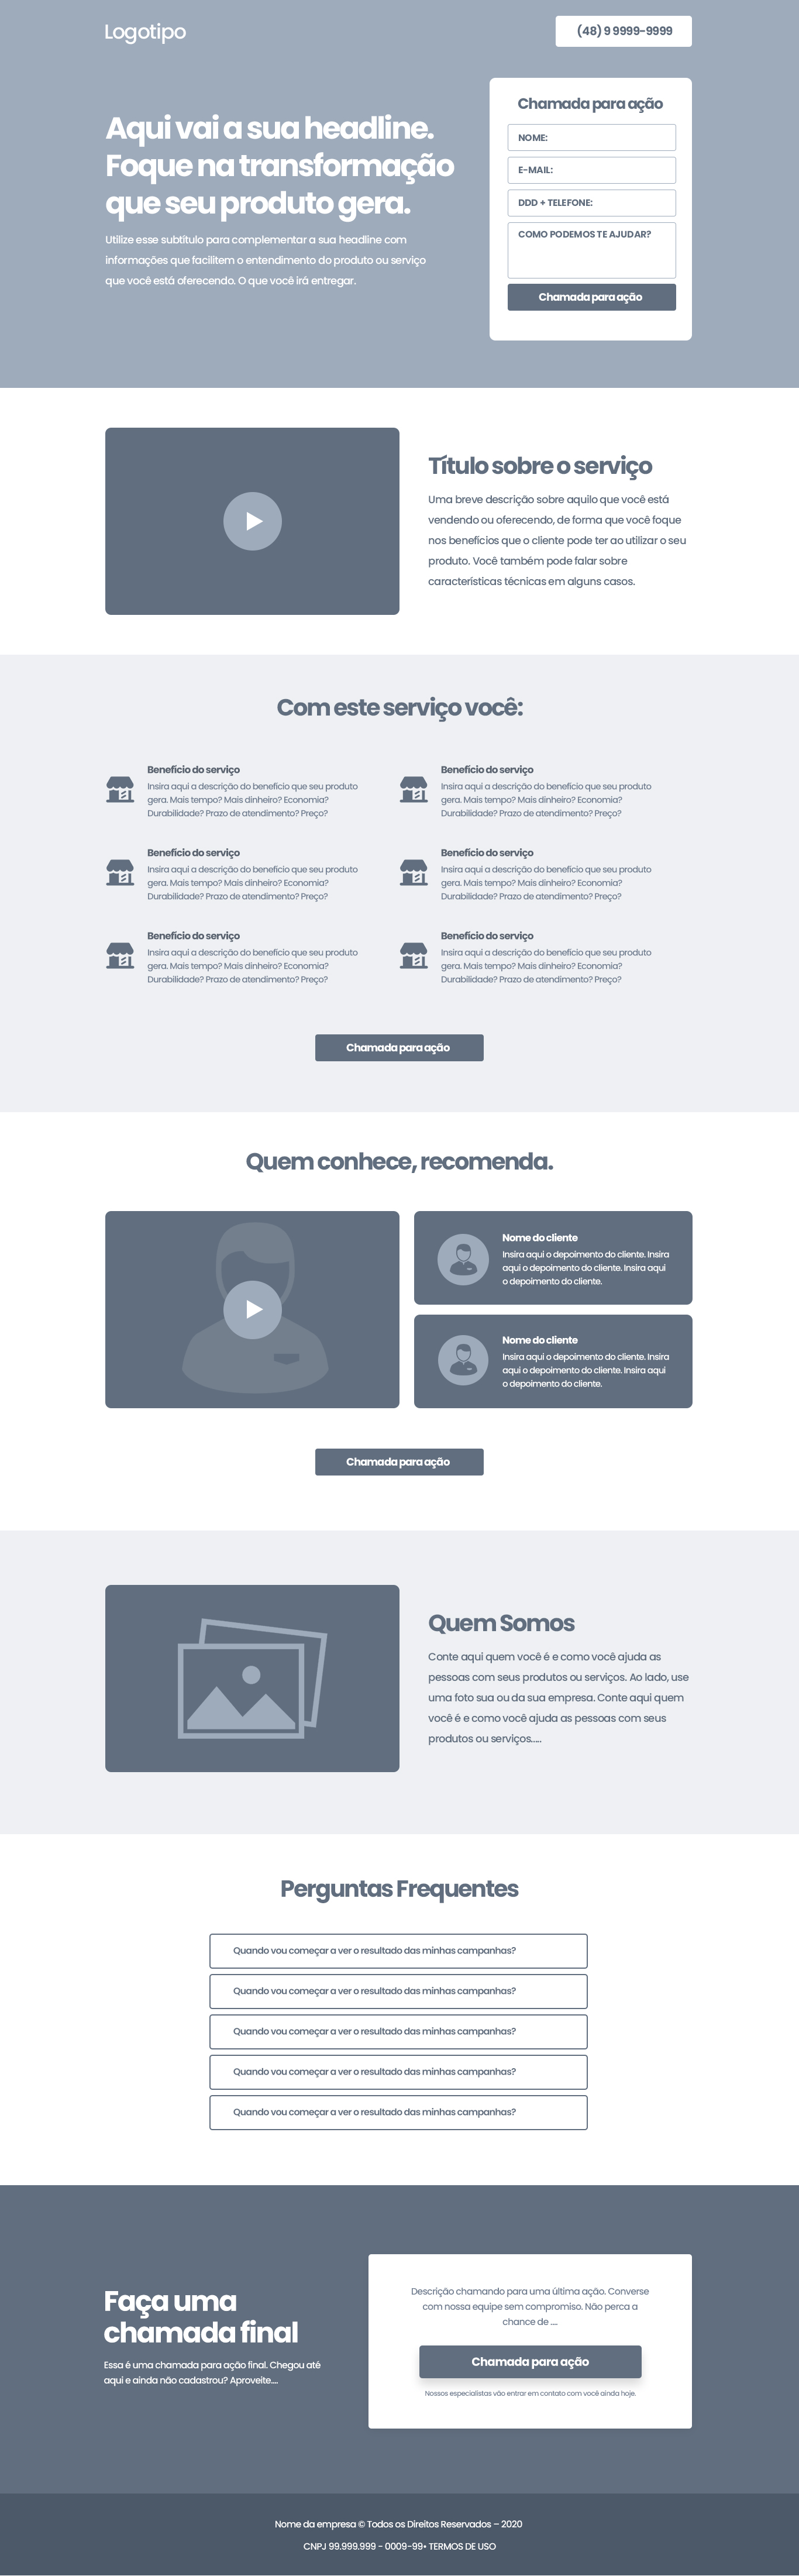 Logotipo
(48) 9 9999-9999
Aqui vai a sua headline.
Foque na transformação
que seu produto gera.
Utilize esse subtítulo para complementar a sua headline com
informações que facilitem o entendimento do produto ou serviço
que você está oferecendo. O que você irá entregar.
Chamada para ação
NOME:
E-MAIL:
DDD + TELEFONE:
COMO PODEMOS TE AJUDAR?
Chamada para ação
Título sobre o serviço
Uma breve descrição sobre aquilo que você está
vendendo ou oferecendo, de forma que você foque
nos benefícios que o cliente pode ter ao utilizar o seu
produto. Você também pode falar sobre
características técnicas em alguns casos.
Com este serviço você:
Benefício do serviço
Insira aqui a descrição do benefício que seu produto
gera. Mais tempo? Mais dinheiro? Economia?
Durabilidade? Prazo de atendimento? Preço?
Benefício do serviço
Insira aqui a descrição do benefício que seu produto
gera. Mais tempo? Mais dinheiro? Economia?
Durabilidade? Prazo de atendimento? Preço?
Benefício do serviço
Insira aqui a descrição do benefício que seu produto
gera. Mais tempo? Mais dinheiro? Economia?
Durabilidade? Prazo de atendimento? Preço?
Benefício do serviço
Insira aqui a descrição do benefício que seu produto
gera. Mais tempo? Mais dinheiro? Economia?
Durabilidade? Prazo de atendimento? Preço?
Benefício do serviço
Insira aqui a descrição do benefício que seu produto
gera. Mais tempo? Mais dinheiro? Economia?
Durabilidade? Prazo de atendimento? Preço?
Benefício do serviço
Insira aqui a descrição do benefício que seu produto
gera. Mais tempo? Mais dinheiro? Economia?
Durabilidade? Prazo de atendimento? Preço?
Chamada para ação
Quem conhece, recomenda.
Nome do cliente
Insira aqui o depoimento do cliente. Insira
aqui o depoimento do cliente. Insira aqui
o depoimento do cliente.
Nome do cliente
Insira aqui o depoimento do cliente. Insira
aqui o depoimento do cliente. Insira aqui
o depoimento do cliente.
Chamada para ação
Quem Somos
Conte aqui quem você é e como você ajuda as
pessoas com seus produtos ou serviços. Ao lado, use
uma foto sua ou da sua empresa. Conte aqui quem
você é e como você ajuda as pessoas com seus
produtos ou serviços.....
Perguntas Frequentes
Quando vou começar a ver o resultado das minhas campanhas?
Quando vou começar a ver o resultado das minhas campanhas?
Quando vou começar a ver o resultado das minhas campanhas?
Quando vou começar a ver o resultado das minhas campanhas?
Quando vou começar a ver o resultado das minhas campanhas?
Faça uma
chamada final
Essa é uma chamada para ação final. Chegou até
aqui e ainda não cadastrou? Aproveite.....
Descrição chamando para uma última ação. Converse
com nossa equipe sem compromiso. Não perca a
chance de ....
Chamada para ação
Nossos especialistas vão entrar em contato com você ainda hoje.
Nome da empresa © Todos os Direitos Reservados – 2020
CNPJ 99.999.999 - 0009-99• TERMOS DE USO